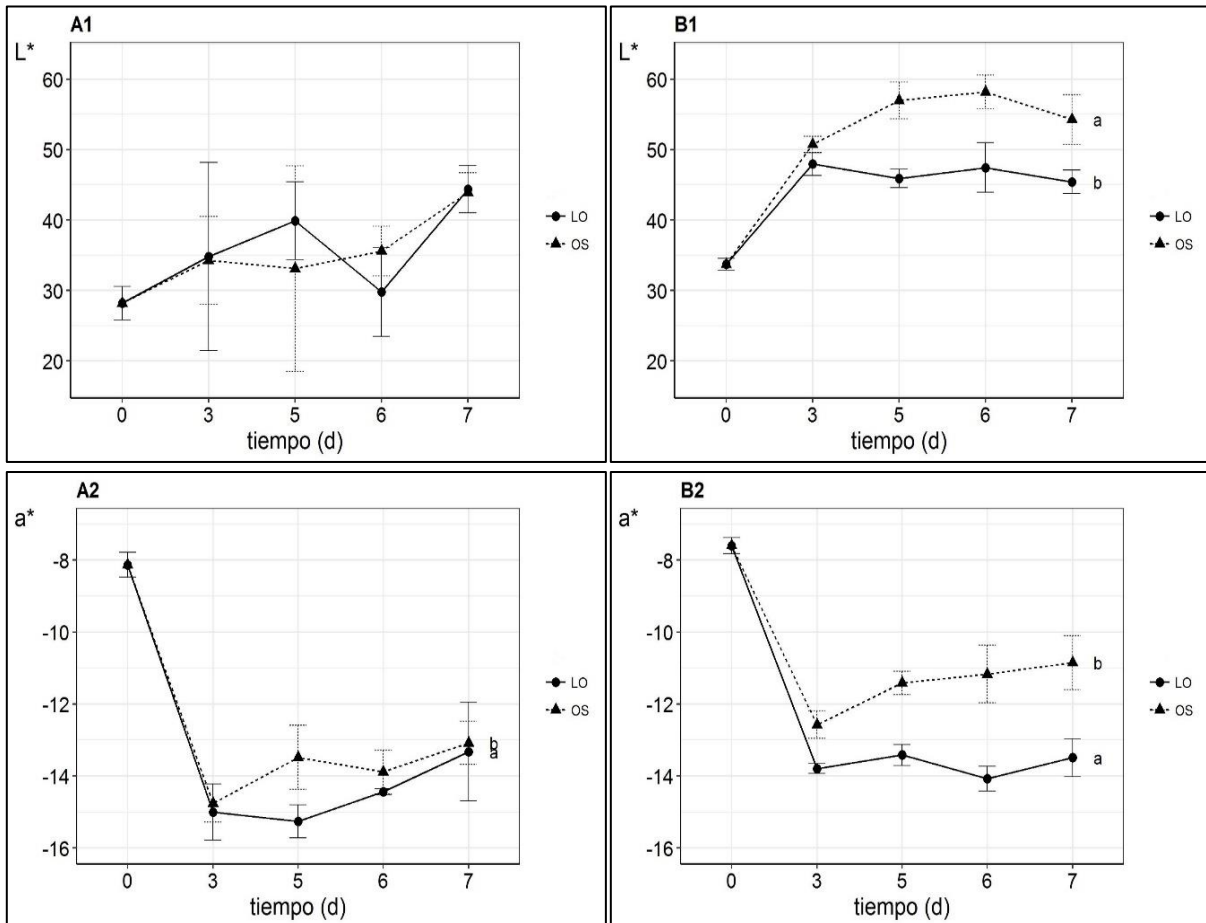 A1
L*
60
50
40
30
20
0 3 5 6 7
tiempo (d)
LO
OS
B1
L*
60
50
40
30
20
a
b
0 3 5 6 7
tiempo (d)
LO
OS
A2
a*
-8
-10
-12
-14
-16
b
a
0 3 5 6 7
tiempo (d)
LO
OS
B2
a*
-8
-10
-12
-14
-16
b
a
0 3 5 6 7
tiempo (d)
LO
OS